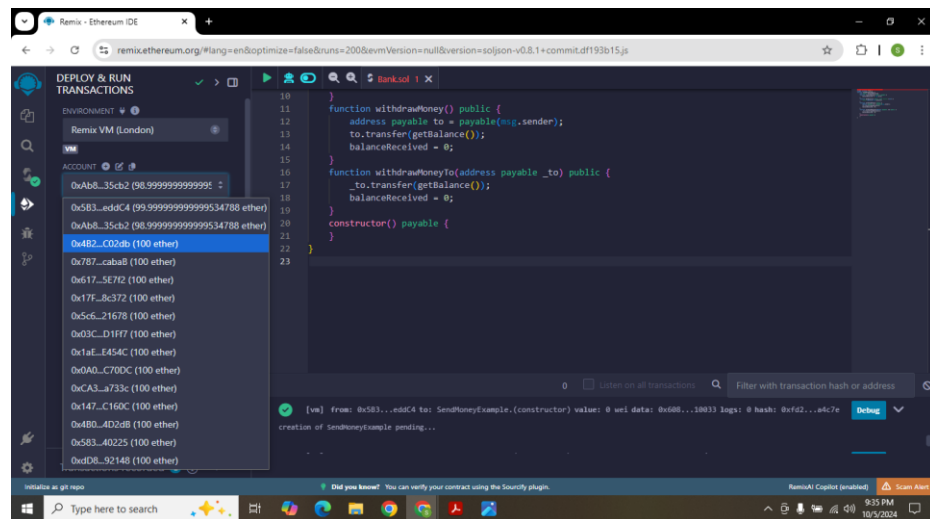 Remix - Ethereum IDE
remix.ethereum.org/#lang=en&optimize=false&runs=200&evmVersion=null&version=soljson-v0.8.1+commit.df193b15.js
DEPLOY & RUN
TRANSACTIONS
Bank.sol 1
ENVIRONMENT
Remix VM (London)
VM
ACCOUNT
0xAb8...35cb2 (98.9999999999995
0x5B3...eddC4 (99.999999999999534788 ether)
0xAb8...35cb2 (98.999999999999534788 ether)
0x4B2...C02db (100 ether)
0x787...cabaB (100 ether)
0x617...5E7f2 (100 ether)
0x17F...8c372 (100 ether)
0x5c6...21678 (100 ether)
0x03C...D1Ff7 (100 ether)
0x1aE...E454C (100 ether)
0x0A0...C70DC (100 ether)
0xCA3...a733c (100 ether)
0x147...C160C (100 ether)
0x4B0...4D2dB (100 ether)
0x583...40225 (100 ether)
0xdD8...92148 (100 ether)
10 }
11 function withdrawMoney() public {
12 address payable to = payable(msg.sender);
13 to.transfer(getBalance());
14 balanceReceived = 0;
15 }
16 function withdrawMoneyTo(address payable _to) public {
17 _to.transfer(getBalance());
18 balanceReceived = 0;
19 }
20 constructor() payable {
21 }
22 }
23
0 Listen on all transactions Filter with transaction hash or address
[vm] from: 0x5B3...eddC4 to: SendMoneyExample.(constructor) value: 0 wei data: 0x608...10033 logs: 0 hash: 0xfd2...a4c7e Debug
creation of SendMoneyExample pending...
Initialize as git repo
Did you know? You can verify your contract using the Sourcify plugin.
RemixAI Copilot (enabled)
Scam Alert
Type here to search
9:35 PM
10/5/2024